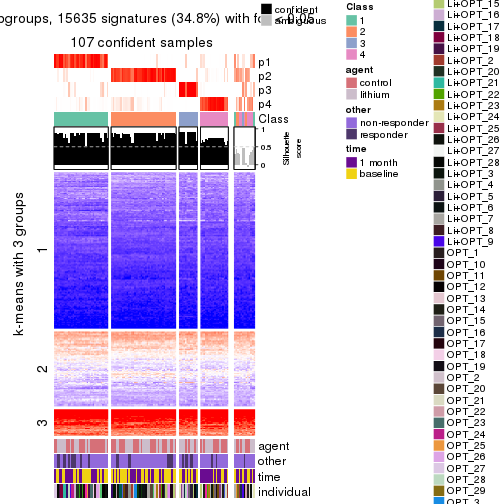 ogroups, 15635 signatures (34.8%) with fd
confident
ambiguous
107 confident samples
p1
p2
p3
p4
Class
1
0.5
0
Silhouette
score
k-means with 3 groups
1
2
3
agent
other
time
individual
Class
1
2
3
4
agent
control
lithium
other
non-responder
responder
time
1 month
baseline
Li+OPT_15
Li+OPT_16
Li+OPT_17
Li+OPT_18
Li+OPT_19
Li+OPT_2
Li+OPT_20
Li+OPT_21
Li+OPT_22
Li+OPT_23
Li+OPT_24
Li+OPT_25
Li+OPT_26
Li+OPT_27
Li+OPT_28
Li+OPT_3
Li+OPT_4
Li+OPT_5
Li+OPT_6
Li+OPT_7
Li+OPT_8
Li+OPT_9
OPT_1
OPT_10
OPT_11
OPT_12
OPT_13
OPT_14
OPT_15
OPT_16
OPT_17
OPT_18
OPT_19
OPT_2
OPT_20
OPT_21
OPT_22
OPT_23
OPT_24
OPT_25
OPT_26
OPT_27
OPT_28
OPT_29
OPT_3